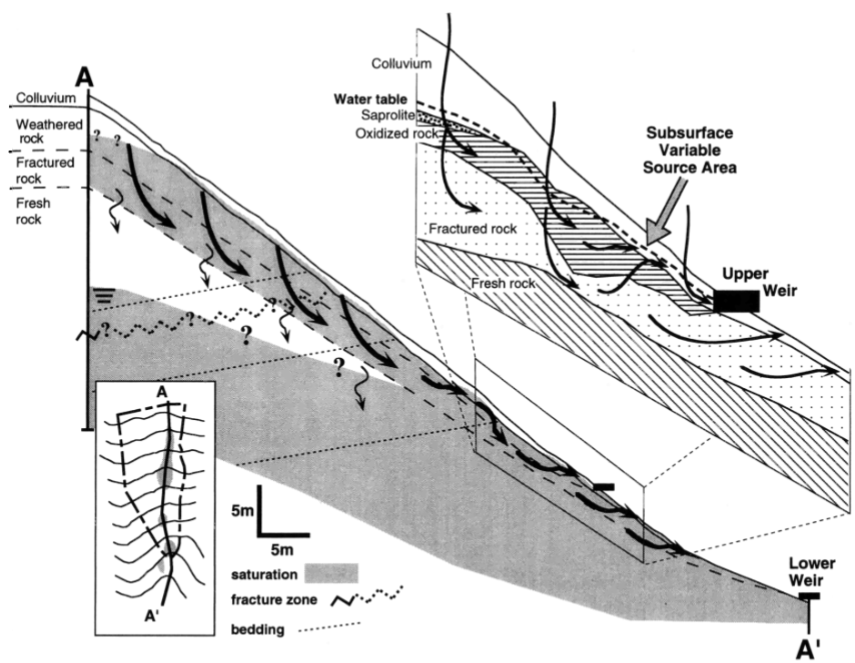 A
Colluvium
Weathered
rock
? ?
Fractured
rock
Fresh
rock
?
?
?
?
?
?
Colluvium
Water table
Saprolite
Oxidized rock
Subsurface
Variable
Source Area
Fractured rock
Fresh rock
Upper
Weir
A
A'
5m
5m
saturation
fracture zone
bedding
Lower
Weir
A'